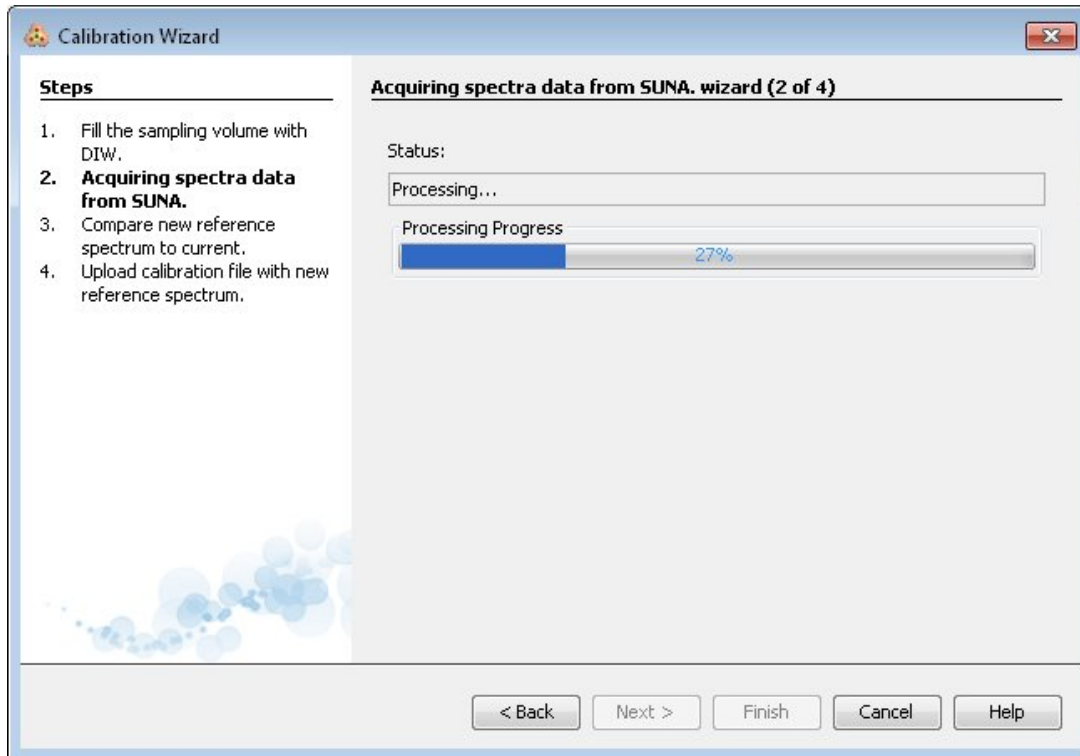 Calibration Wizard
Steps
1. Fill the sampling volume with
DIW.
2. Acquiring spectra data
from SUNA.
3. Compare new reference
spectrum to current.
4. Upload calibration file with new
reference spectrum.
Acquiring spectra data from SUNA. wizard (2 of 4)
Status:
Processing...
Processing Progress
27%
< Back
Next >
Finish
Cancel
Help